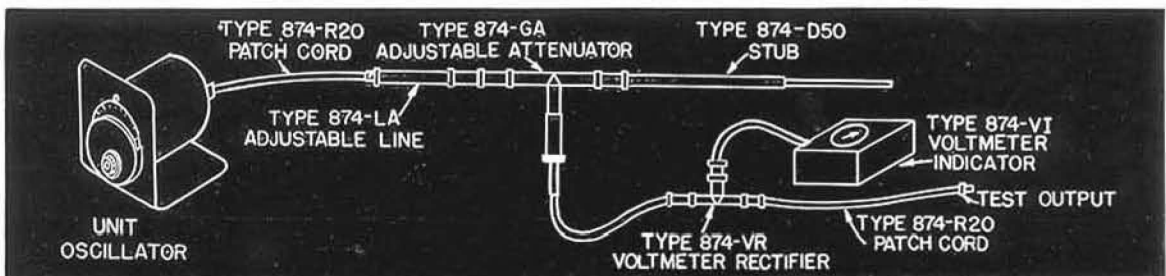 TYPE 874-R20
PATCH CORD
TYPE 874-GA
ADJUSTABLE ATTENUATOR
TYPE 874-D50
STUB
TYPE 874-LA
ADJUSTABLE LINE
TYPE 874-VI
VOLTMETER
INDICATOR
TEST OUTPUT
UNIT
OSCILLATOR
TYPE 874-VR
VOLTMETER RECTIFIER
TYPE 874-R20
PATCH CORD